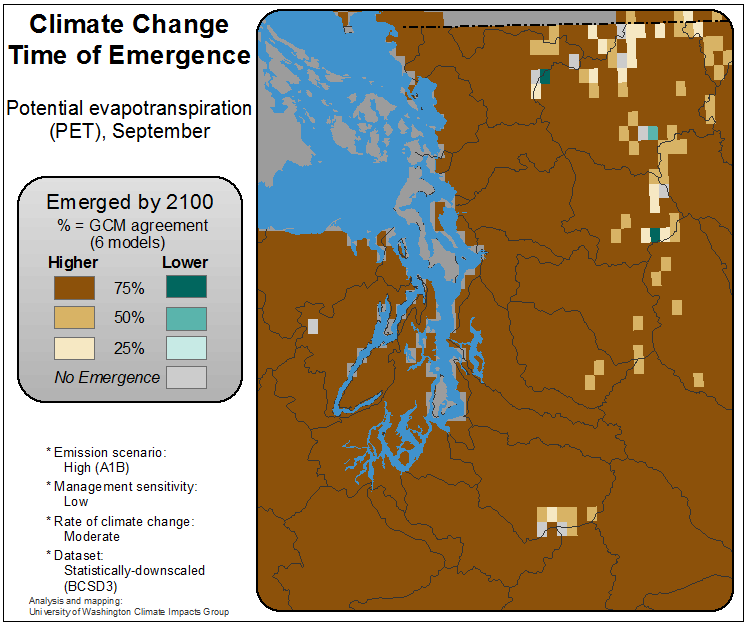 Climate Change
Time of Emergence
Potential evapotranspiration
(PET), September
Emerged by 2100
% = GCM agreement
(6 models)
Higher Lower
75%
50%
25%
No Emergence
* Emission scenario:
High (A1B)
* Management sensitivity:
Low
* Rate of climate change:
Moderate
* Dataset:
Statistically-downscaled
(BCSD3)
Analysis and mapping:
University of Washington Climate Impacts Group